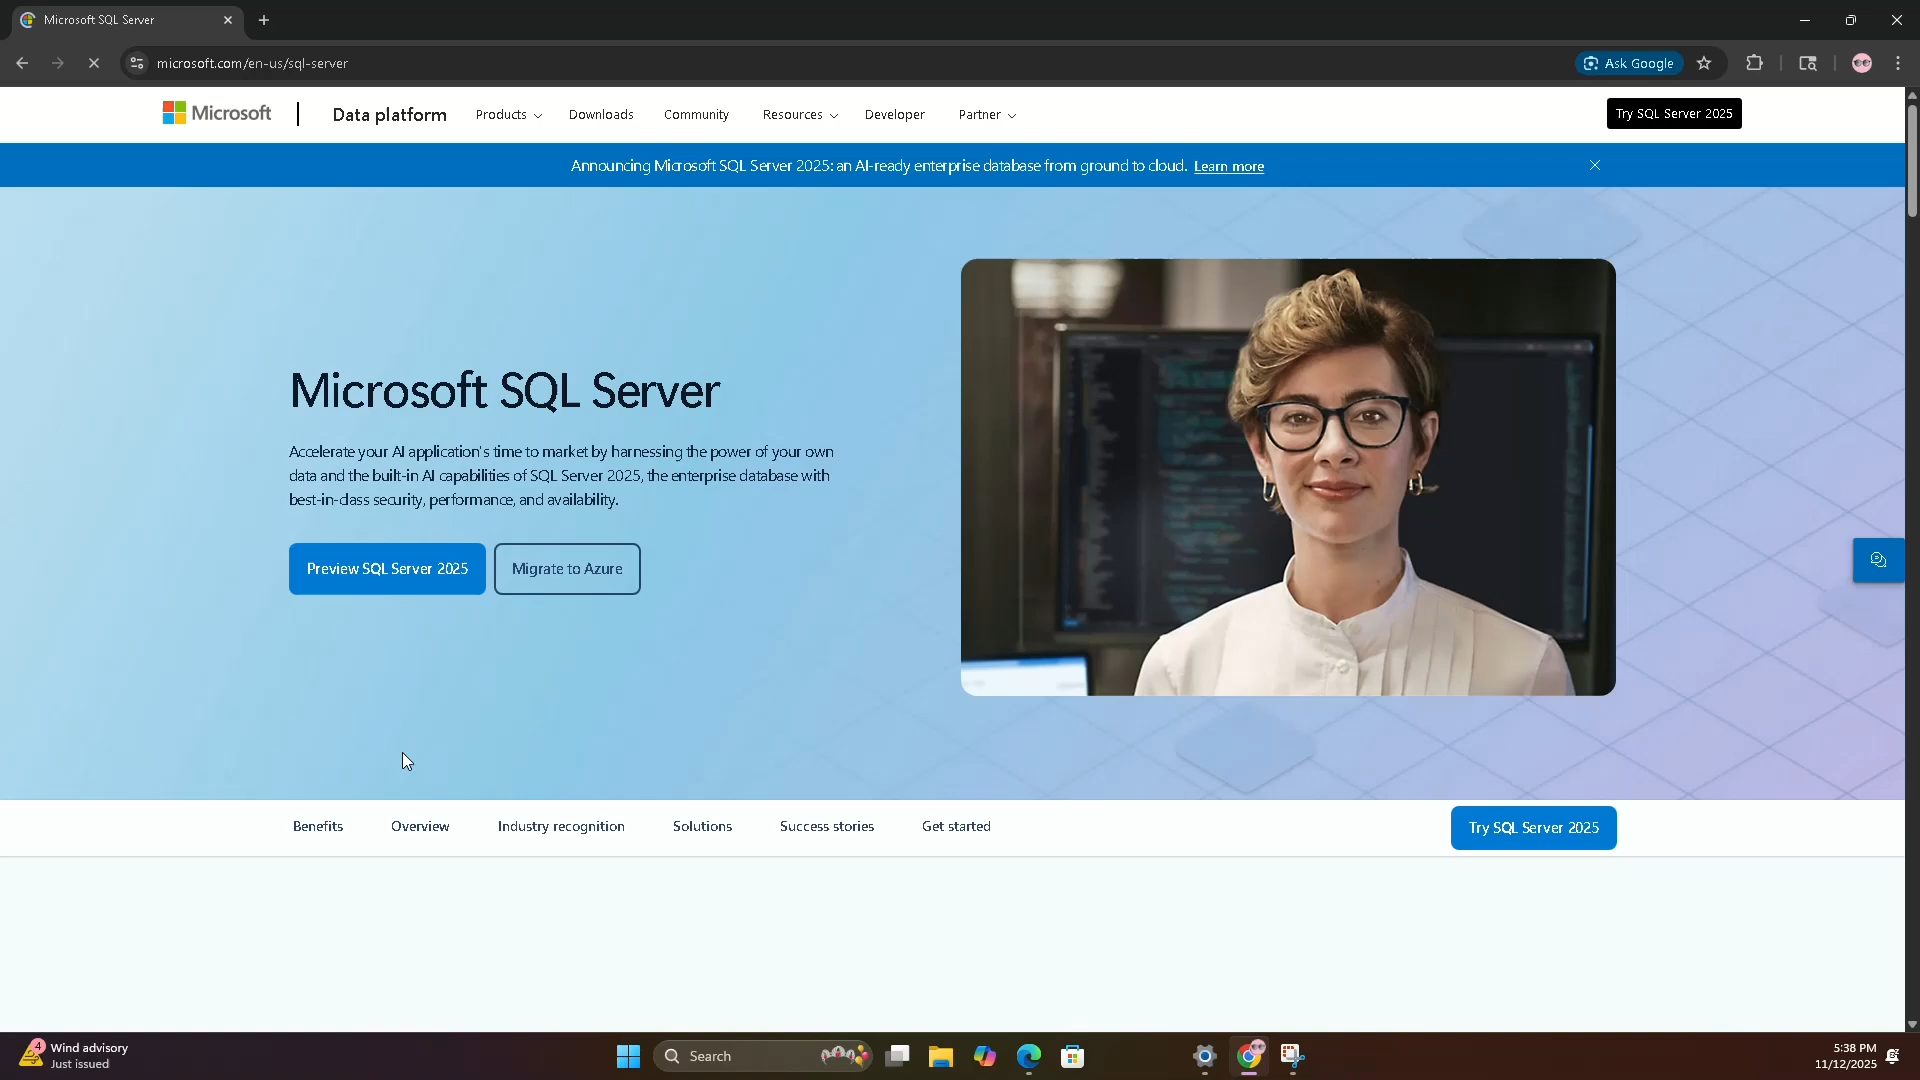 Microsoft SQL Server
microsoft.com/en-us/sql-server
Ask Google
Microsoft
Data platform
Products
Downloads
Community
Resources
Developer
Partner
Try SQL Server 2025
Announcing Microsoft SQL Server 2025: an AI-ready enterprise database from ground to cloud. Learn more
Microsoft SQL Server
Accelerate your AI application's time to market by harnessing the power of your own
data and the built-in AI capabilities of SQL Server 2025, the enterprise database with
best-in-class security, performance, and availability.
Preview SQL Server 2025
Migrate to Azure
Benefits
Overview
Industry recognition
Solutions
Success stories
Get started
Try SQL Server 2025
4
Wind advisory
Just issued
Search
5:38 PM
11/12/2025